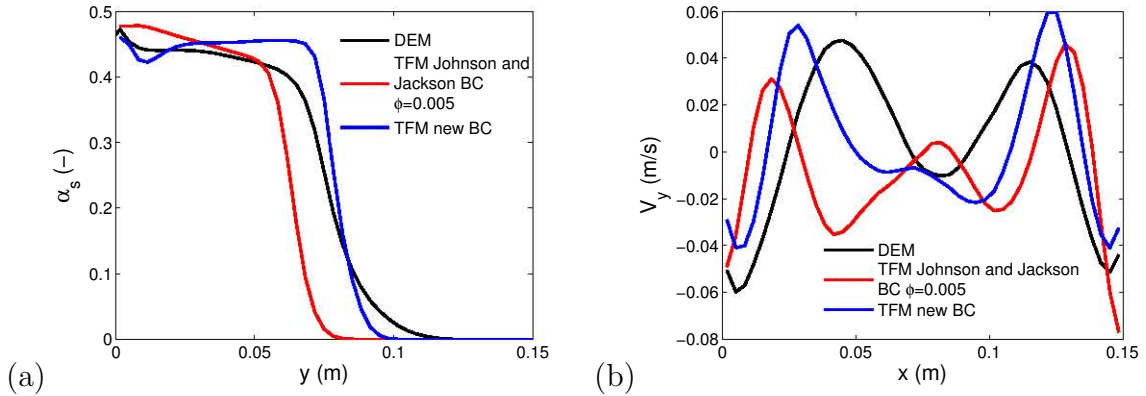 0.5
0.4
0.3
0.2
0.1
0
0 0.05 0.1 0.15
α_s (−)
y (m)
DEM
TFM Johnson and
Jackson BC
ϕ=0.005
TFM new BC
(a)
0.06
0.04
0.02
0
−0.02
−0.04
−0.06
−0.08
0 0.05 0.1 0.15
V_y (m/s)
x (m)
DEM
TFM Johnson and Jackson
BC ϕ=0.005
TFM new BC
(b)